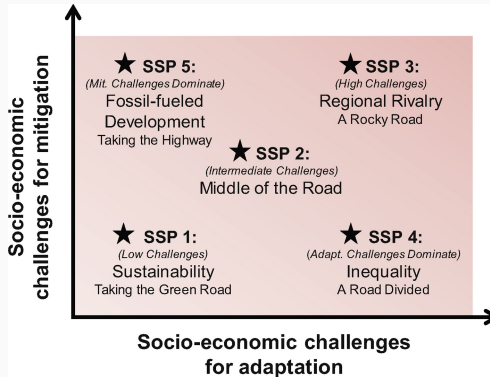 Socio-economic
challenges for mitigation
★ SSP 5:
(Mit. Challenges Dominate)
Fossil-fueled
Development
Taking the Highway
★ SSP 3:
(High Challenges)
Regional Rivalry
A Rocky Road
★ SSP 2:
(Intermediate Challenges)
Middle of the Road
★ SSP 1:
(Low Challenges)
Sustainability
Taking the Green Road
★ SSP 4:
(Adapt. Challenges Dominate)
Inequality
A Road Divided
Socio-economic challenges
for adaptation